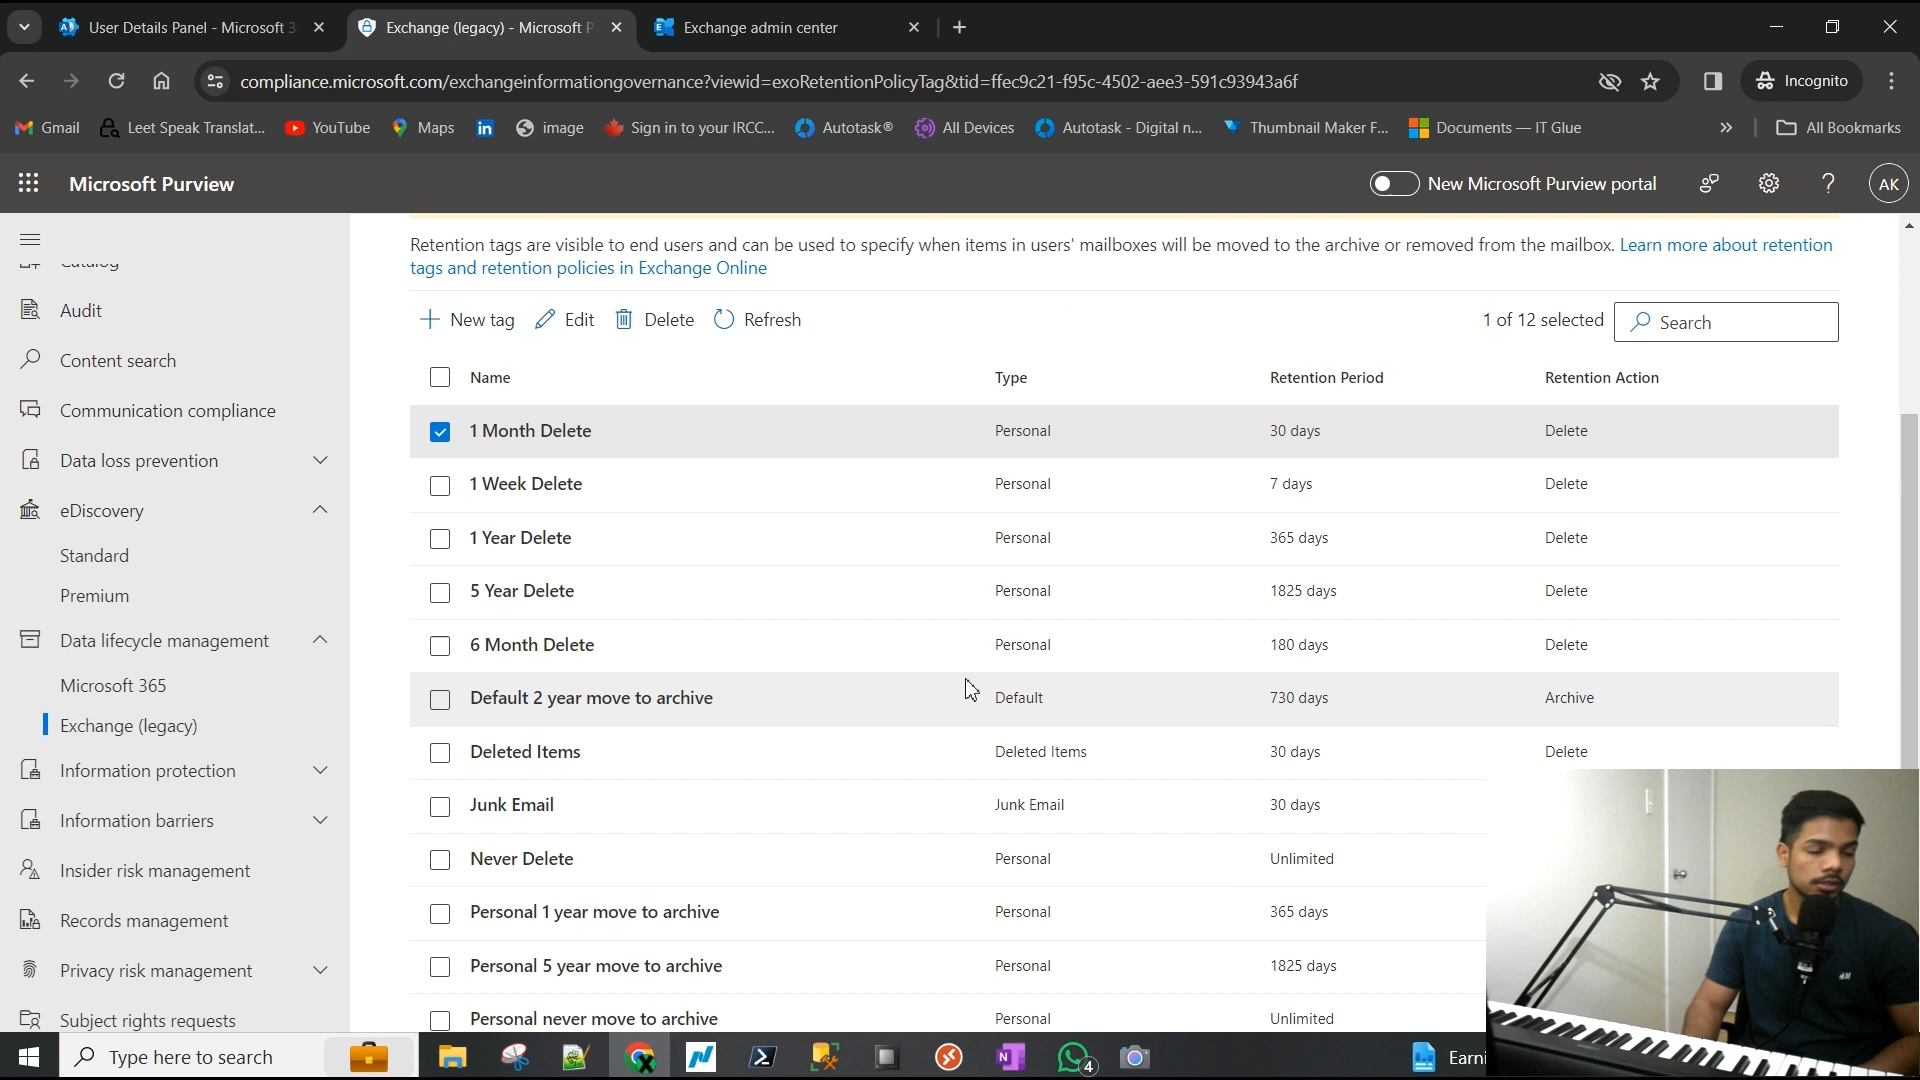 User Details Panel - Microsoft 3
Exchange (legacy) - Microsoft P
Exchange admin center
compliance.microsoft.com/exchangeinformationgovernance?viewid=exoRetentionPolicyTag&tid=ffec9c21-f95c-4502-aee3-591c93943a6f
Incognito
Gmail
Leet Speak Translat...
YouTube
Maps
image
Sign in to your IRCC...
Autotask®
All Devices
Autotask - Digital n...
Thumbnail Maker F...
Documents — IT Glue
All Bookmarks
Microsoft Purview
New Microsoft Purview portal
AK
Catalog
Audit
Content search
Communication compliance
Data loss prevention
eDiscovery
Standard
Premium
Data lifecycle management
Microsoft 365
Exchange (legacy)
Information protection
Information barriers
Insider risk management
Records management
Privacy risk management
Subject rights requests
Retention tags are visible to end users and can be used to specify when items in users' mailboxes will be moved to the archive or removed from the mailbox. Learn more about retention
tags and retention policies in Exchange Online
New tag Edit Delete Refresh 1 of 12 selected Search
Name Type Retention Period Retention Action
1 Month Delete Personal 30 days Delete
1 Week Delete Personal 7 days Delete
1 Year Delete Personal 365 days Delete
5 Year Delete Personal 1825 days Delete
6 Month Delete Personal 180 days Delete
Default 2 year move to archive Default 730 days Archive
Deleted Items Deleted Items 30 days Delete
Junk Email Junk Email 30 days
Never Delete Personal Unlimited
Personal 1 year move to archive Personal 365 days
Personal 5 year move to archive Personal 1825 days
Personal never move to archive Personal Unlimited
Type here to search
4
Earni